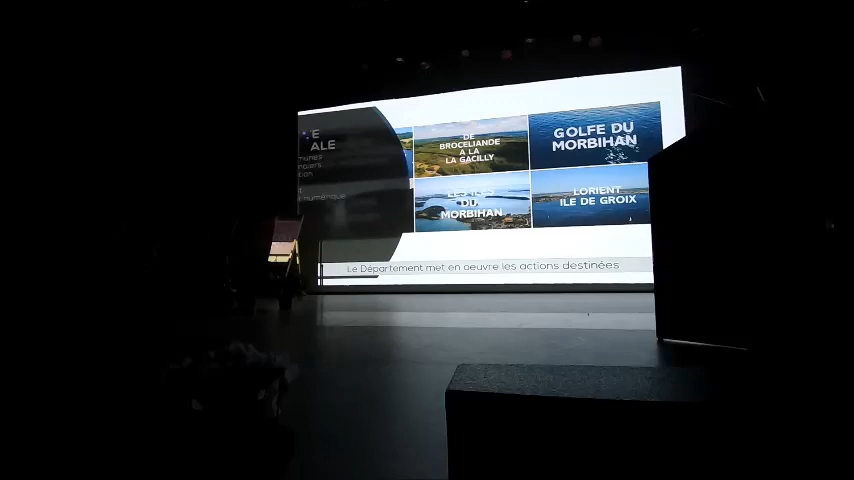 ALE
DE
BROCELIANDE
A LA
LA GACILLY
GOLFE DU
MORBIHAN
LES ILES
DU
MORBIHAN
LORIENT
ILE DE GROIX
numérique
Le Département met en oeuvre les actions destinées